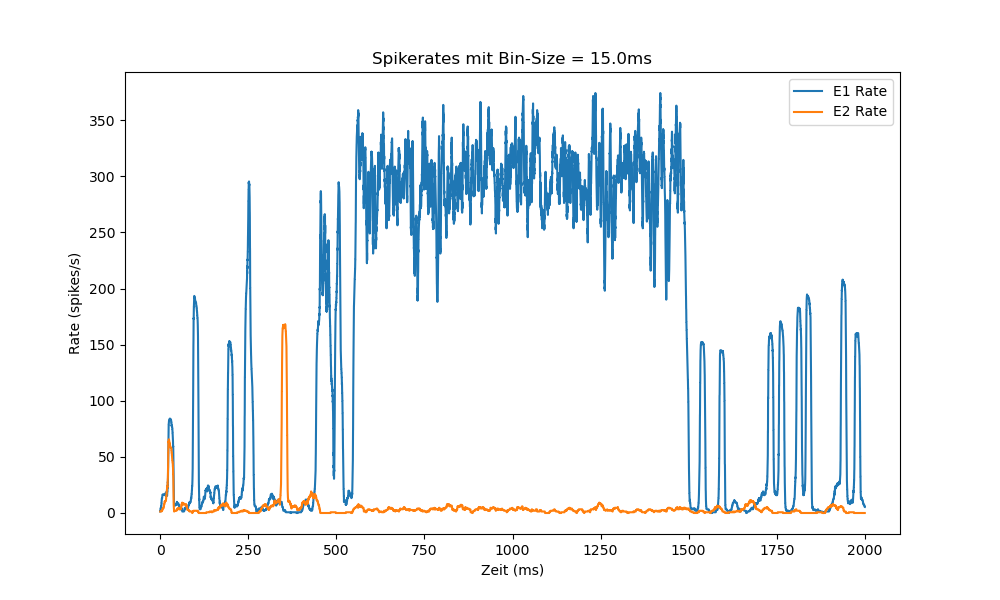 Spikerates mit Bin-Size = 15.0ms
E1 Rate
E2 Rate
Rate (spikes/s)
350
300
250
200
150
100
50
0
0 250 500 750 1000 1250 1500 1750 2000
Zeit (ms)